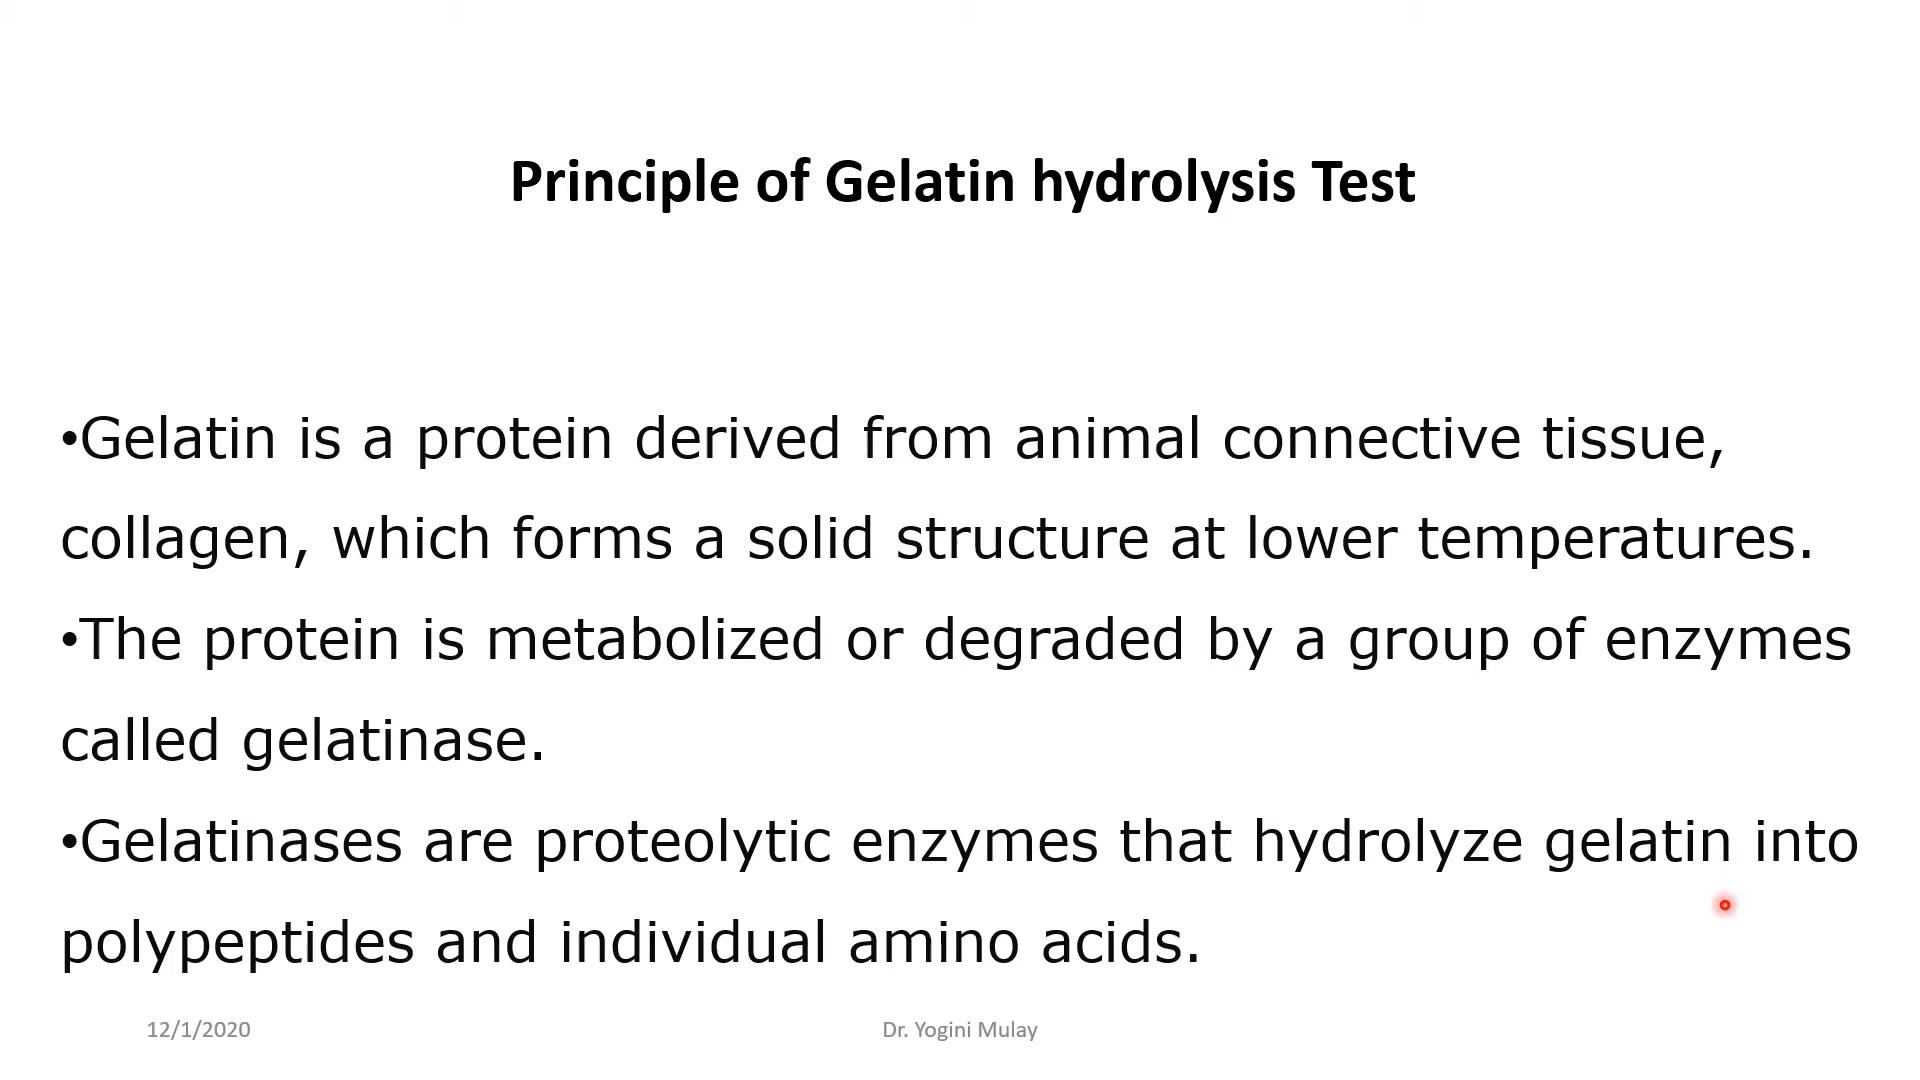 Principle of Gelatin hydrolysis Test
•Gelatin is a protein derived from animal connective tissue,
collagen, which forms a solid structure at lower temperatures.
•The protein is metabolized or degraded by a group of enzymes
called gelatinase.
•Gelatinases are proteolytic enzymes that hydrolyze gelatin into
polypeptides and individual amino acids.
12/1/2020
Dr. Yogini Mulay